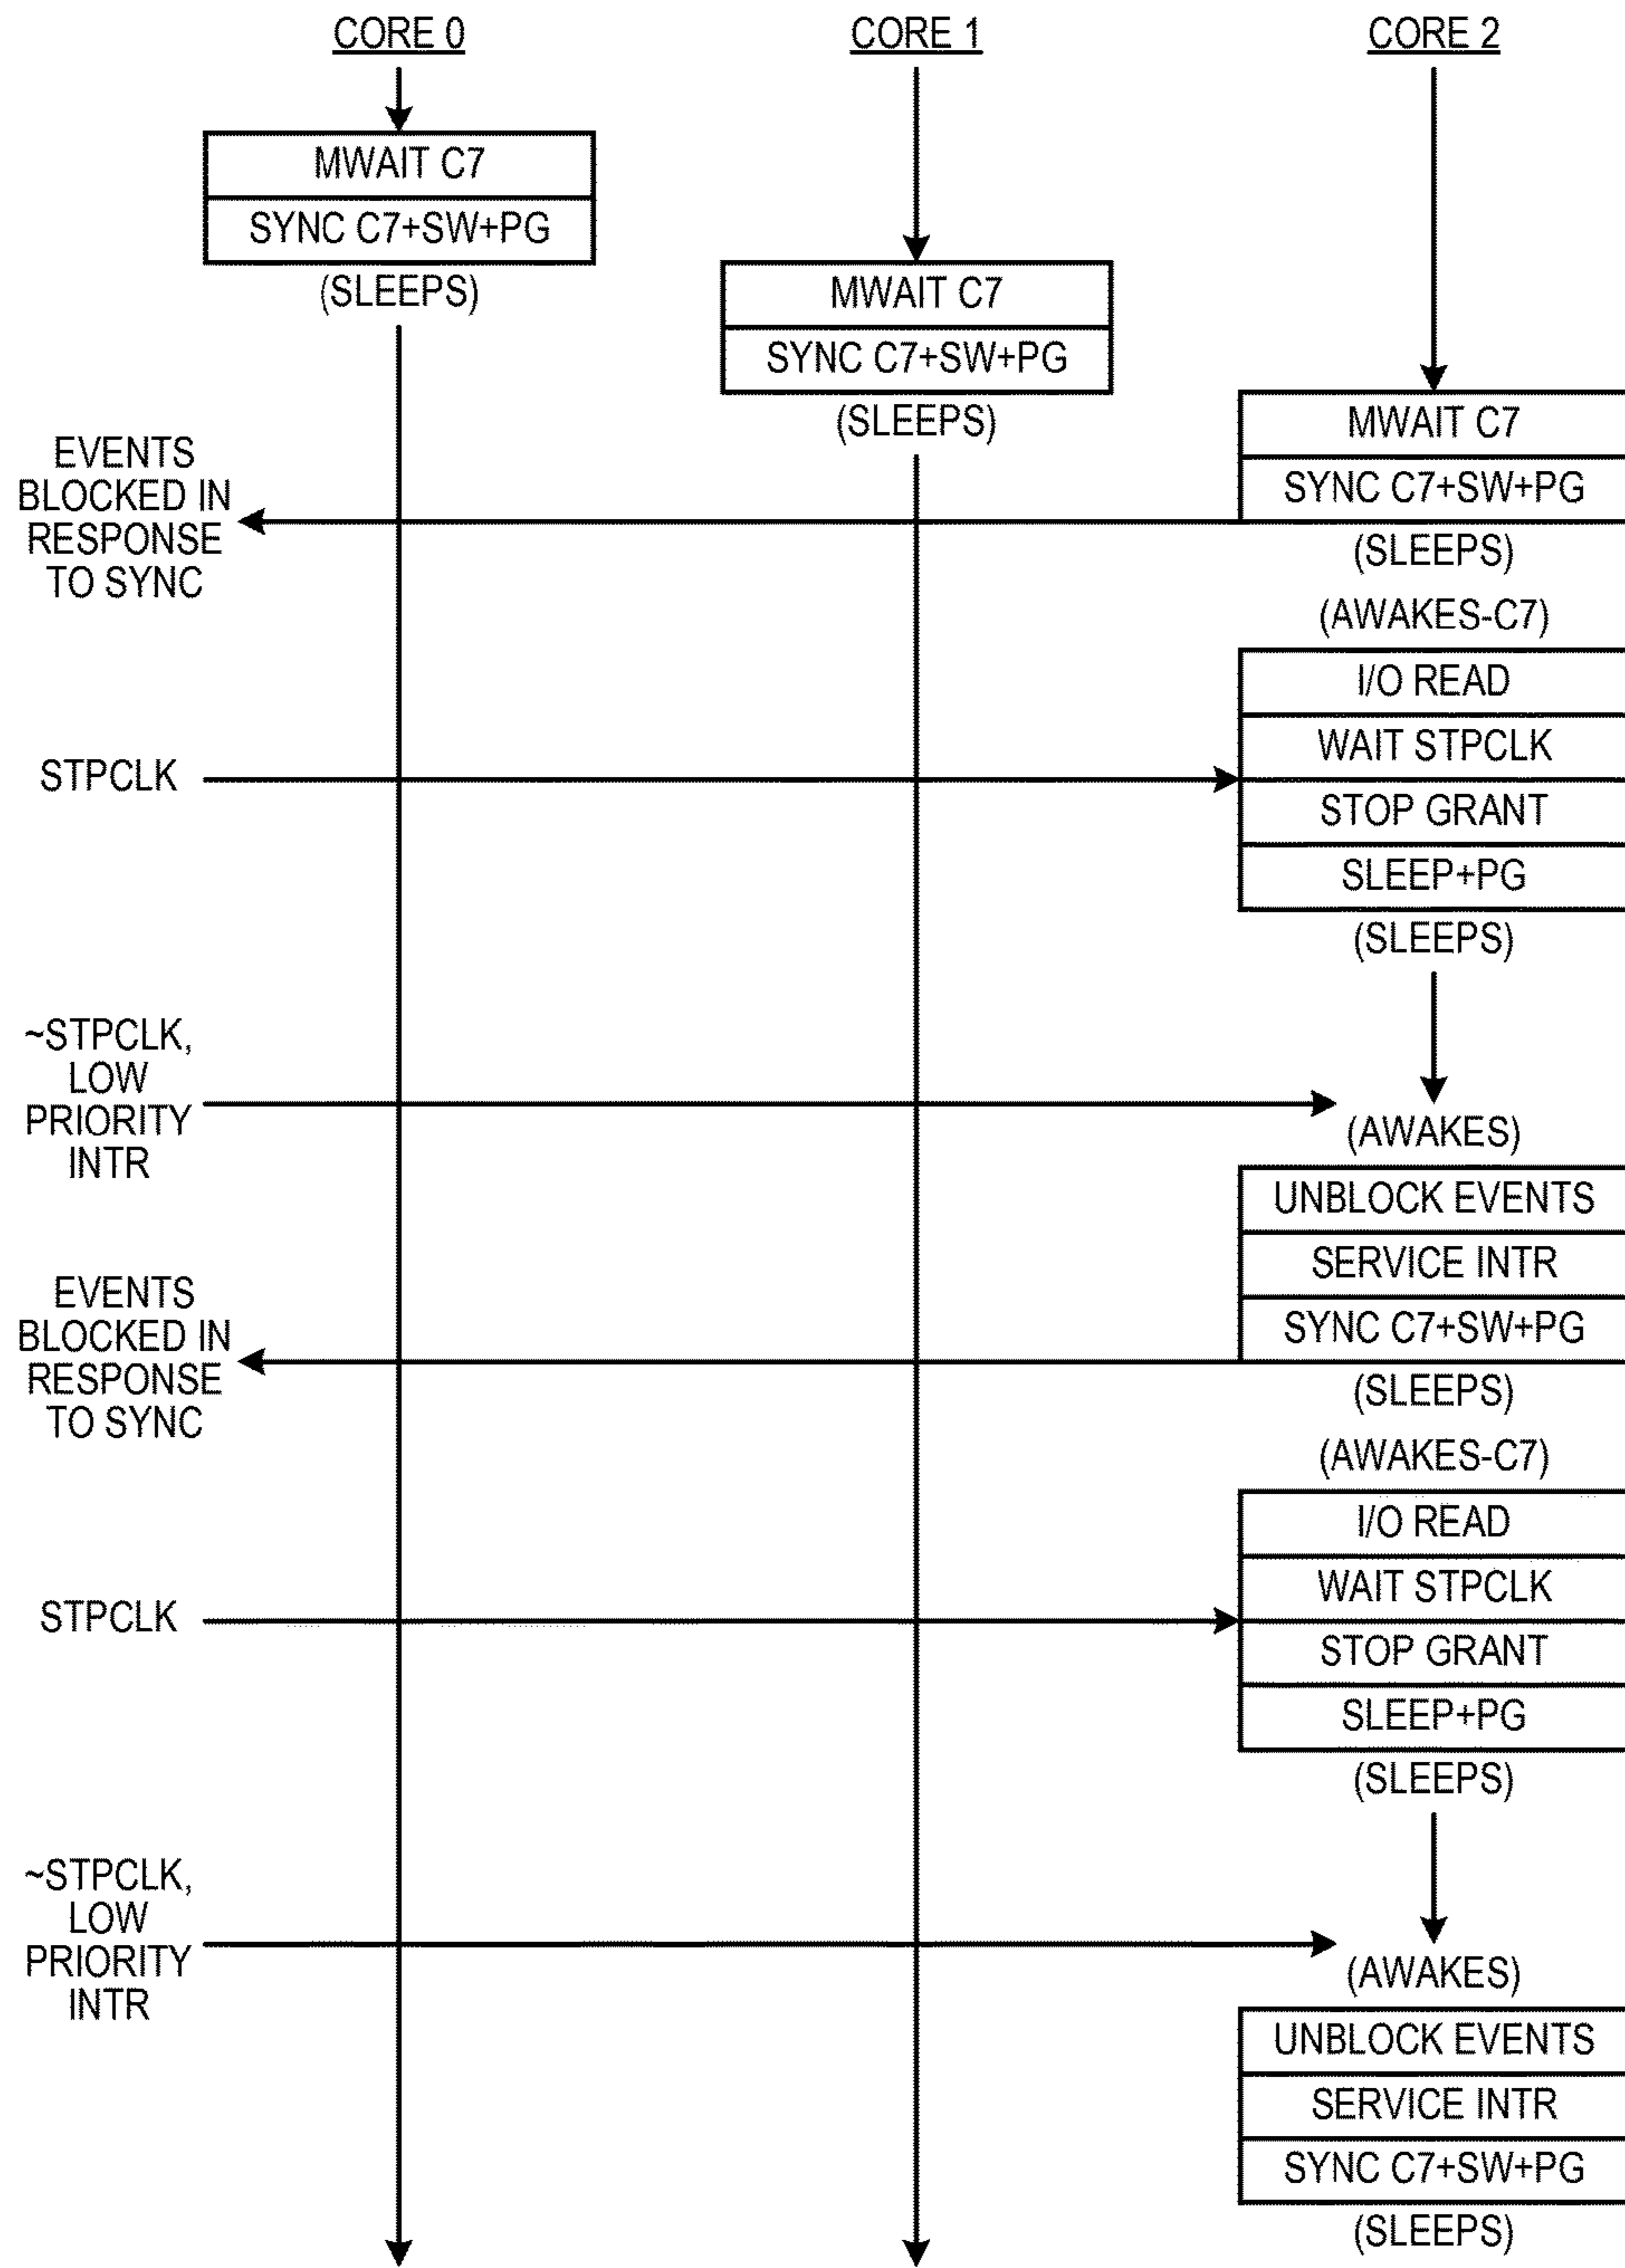 CORE 0
CORE 1
CORE 2
MWAIT C7
SYNC C7+SW+PG
(SLEEPS)
MWAIT C7
SYNC C7+SW+PG
(SLEEPS)
MWAIT C7
SYNC C7+SW+PG
(SLEEPS)
EVENTS
BLOCKED IN
RESPONSE
TO SYNC
(AWAKES-C7)
I/O READ
WAIT STPCLK
STPCLK
STOP GRANT
SLEEP+PG
(SLEEPS)
~STPCLK,
LOW
PRIORITY
INTR
(AWAKES)
UNBLOCK EVENTS
SERVICE INTR
SYNC C7+SW+PG
EVENTS
BLOCKED IN
RESPONSE
TO SYNC
(SLEEPS)
(AWAKES-C7)
I/O READ
WAIT STPCLK
STPCLK
STOP GRANT
SLEEP+PG
(SLEEPS)
~STPCLK,
LOW
PRIORITY
INTR
(AWAKES)
UNBLOCK EVENTS
SERVICE INTR
SYNC C7+SW+PG
(SLEEPS)